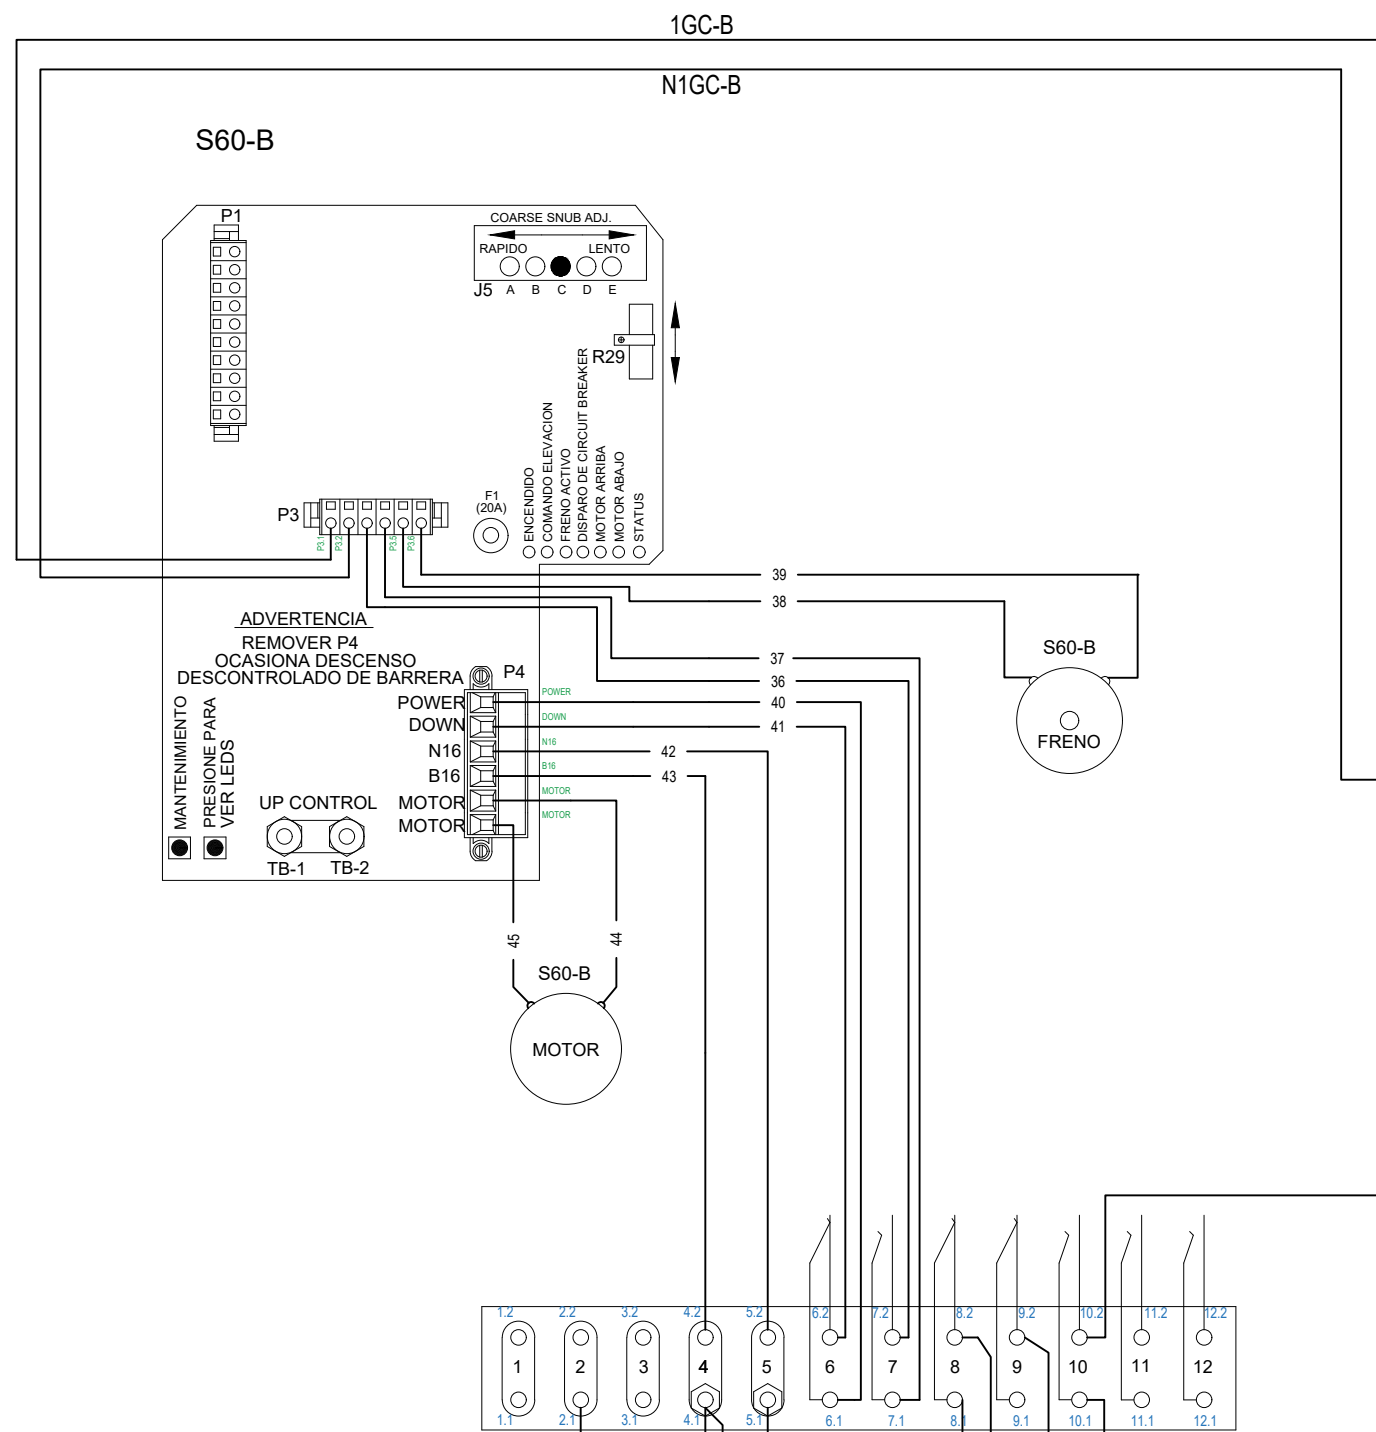 1GC-B
N1GC-B
S60-B
P1
COARSE SNUB ADJ.
RAPIDO LENTO
J5 A B C D E
R29
ENCENDIDO
COMANDO ELEVACION
FRENO ACTIVO
DISPARO DE CIRCUIT BREAKER
MOTOR ARRIBA
MOTOR ABAJO
STATUS
F1
(20A)
P3
P3.1
P3.2
P3.5
P3.6
39
38
37
36
40
41
42
43
ADVERTENCIA
REMOVER P4
OCASIONA DESCENSO
DESCONTROLADO DE BARRERA
P4
POWER POWER
DOWN DOWN
N16 N16
B16 B16
MOTOR MOTOR
MOTOR MOTOR
MANTENIMIENTO
PRESIONE PARA
VER LEDS
UP CONTROL
TB-1 TB-2
S60-B
FRENO
45
44
S60-B
MOTOR
1.2 2.2 3.2 4.2 5.2 6.2 7.2 8.2 9.2 10.2 11.2 12.2
1 2 3 4 5 6 7 8 9 10 11 12
1.1 2.1 3.1 4.1 5.1 6.1 7.1 8.1 9.1 10.1 11.1 12.1